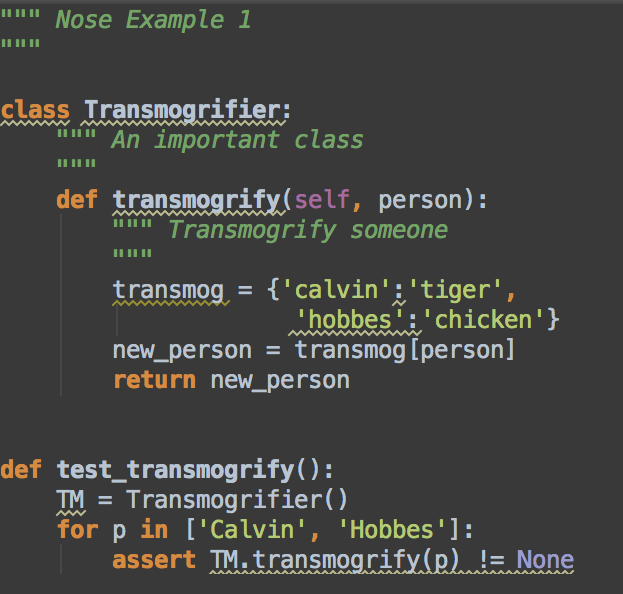 """ Nose Example 1
"""
class Transmogrifier:
    """ An important class
    """
    def transmogrify(self, person):
        """ Transmogrify someone
        """
        transmog = {'calvin':'tiger',
                     'hobbes':'chicken'}
        new_person = transmog[person]
        return new_person
def test_transmogrify():
    TM = Transmogrifier()
    for p in ['Calvin', 'Hobbes']:
        assert TM.transmogrify(p) != None